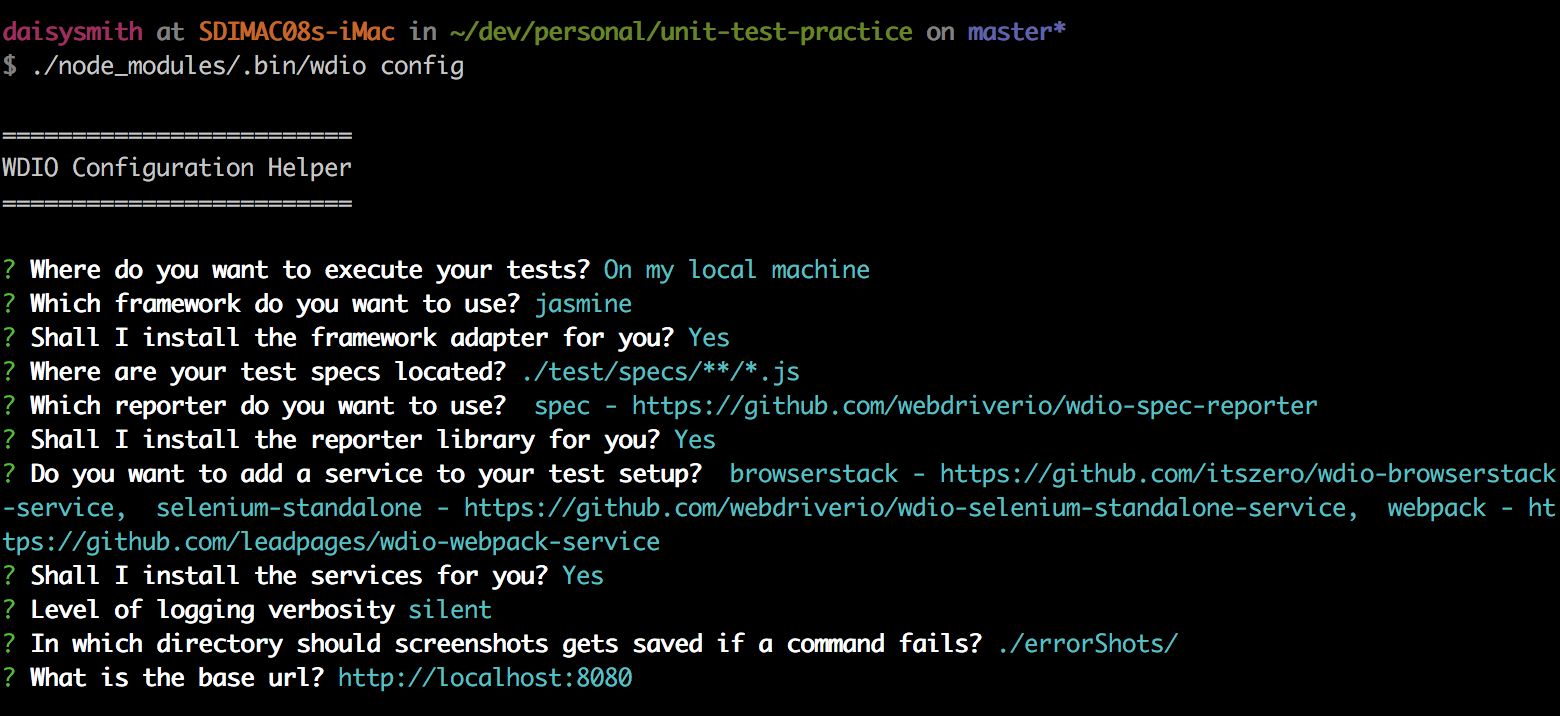 daisysmith at SDIMAC08s-iMac in ~/dev/personal/unit-test-practice on master*
$ ./node_modules/.bin/wdio config
=========================
WDIO Configuration Helper
=========================
? Where do you want to execute your tests? On my local machine
? Which framework do you want to use? jasmine
? Shall I install the framework adapter for you? Yes
? Where are your test specs located? ./test/specs/**/*.js
? Which reporter do you want to use?  spec - https://github.com/webdriverio/wdio-spec-reporter
? Shall I install the reporter library for you? Yes
? Do you want to add a service to your test setup?  browserstack - https://github.com/itszero/wdio-browserstack
-service,  selenium-standalone - https://github.com/webdriverio/wdio-selenium-standalone-service,  webpack - ht
tps://github.com/leadpages/wdio-webpack-service
? Shall I install the services for you? Yes
? Level of logging verbosity silent
? In which directory should screenshots gets saved if a command fails? ./errorShots/
? What is the base url? http://localhost:8080